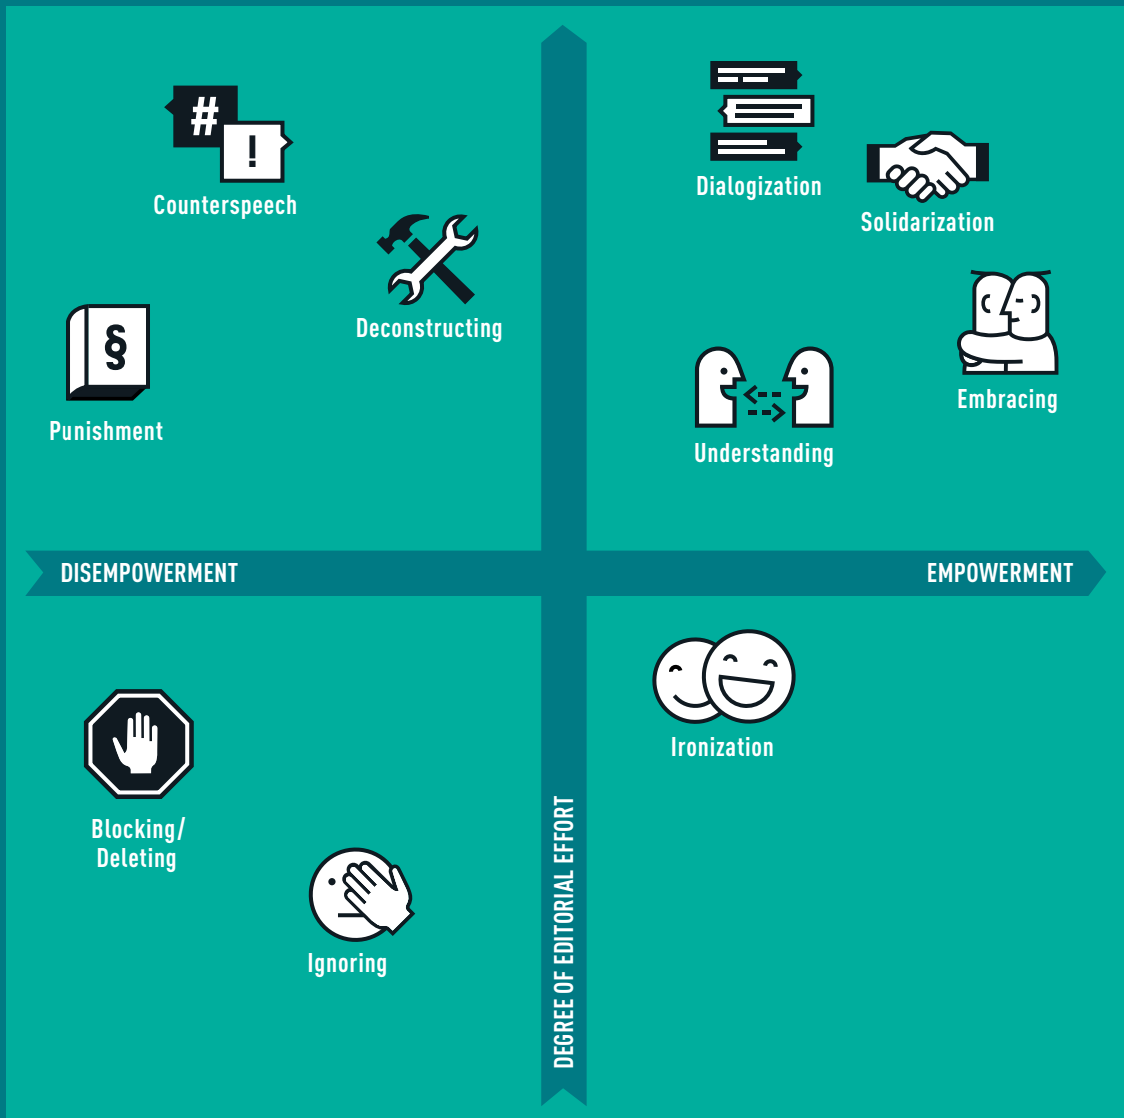 #
!
Counterspeech
Dialogization
Solidarization
Deconstructing
§
Punishment
Embracing
Understanding
DISEMPOWERMENT
EMPOWERMENT
Ironization
Blocking/
Deleting
Ignoring
DEGREE OF EDITORIAL EFFORT